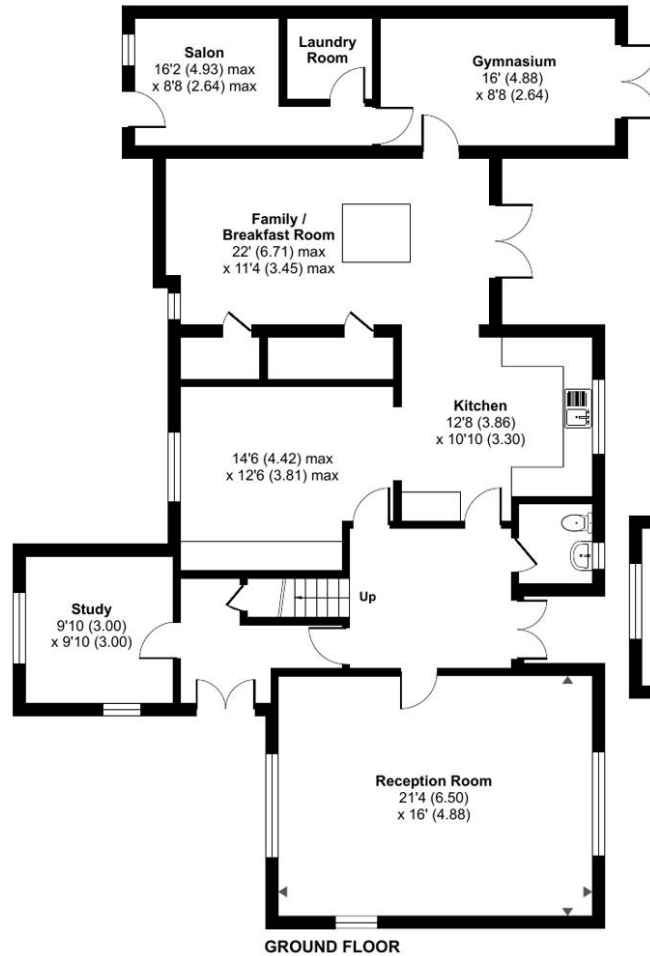 Salon
16'2 (4.93) max
x 8'8 (2.64) max
Laundry
Room
Gymnasium
16' (4.88)
x 8'8 (2.64)
Family /
Breakfast Room
22' (6.71) max
x 11'4 (3.45) max
Kitchen
12'8 (3.86)
x 10'10 (3.30)
14'6 (4.42) max
x 12'6 (3.81) max
Study
9'10 (3.00)
x 9'10 (3.00)
Up
Reception Room
21'4 (6.50)
x 16' (4.88)
GROUND FLOOR